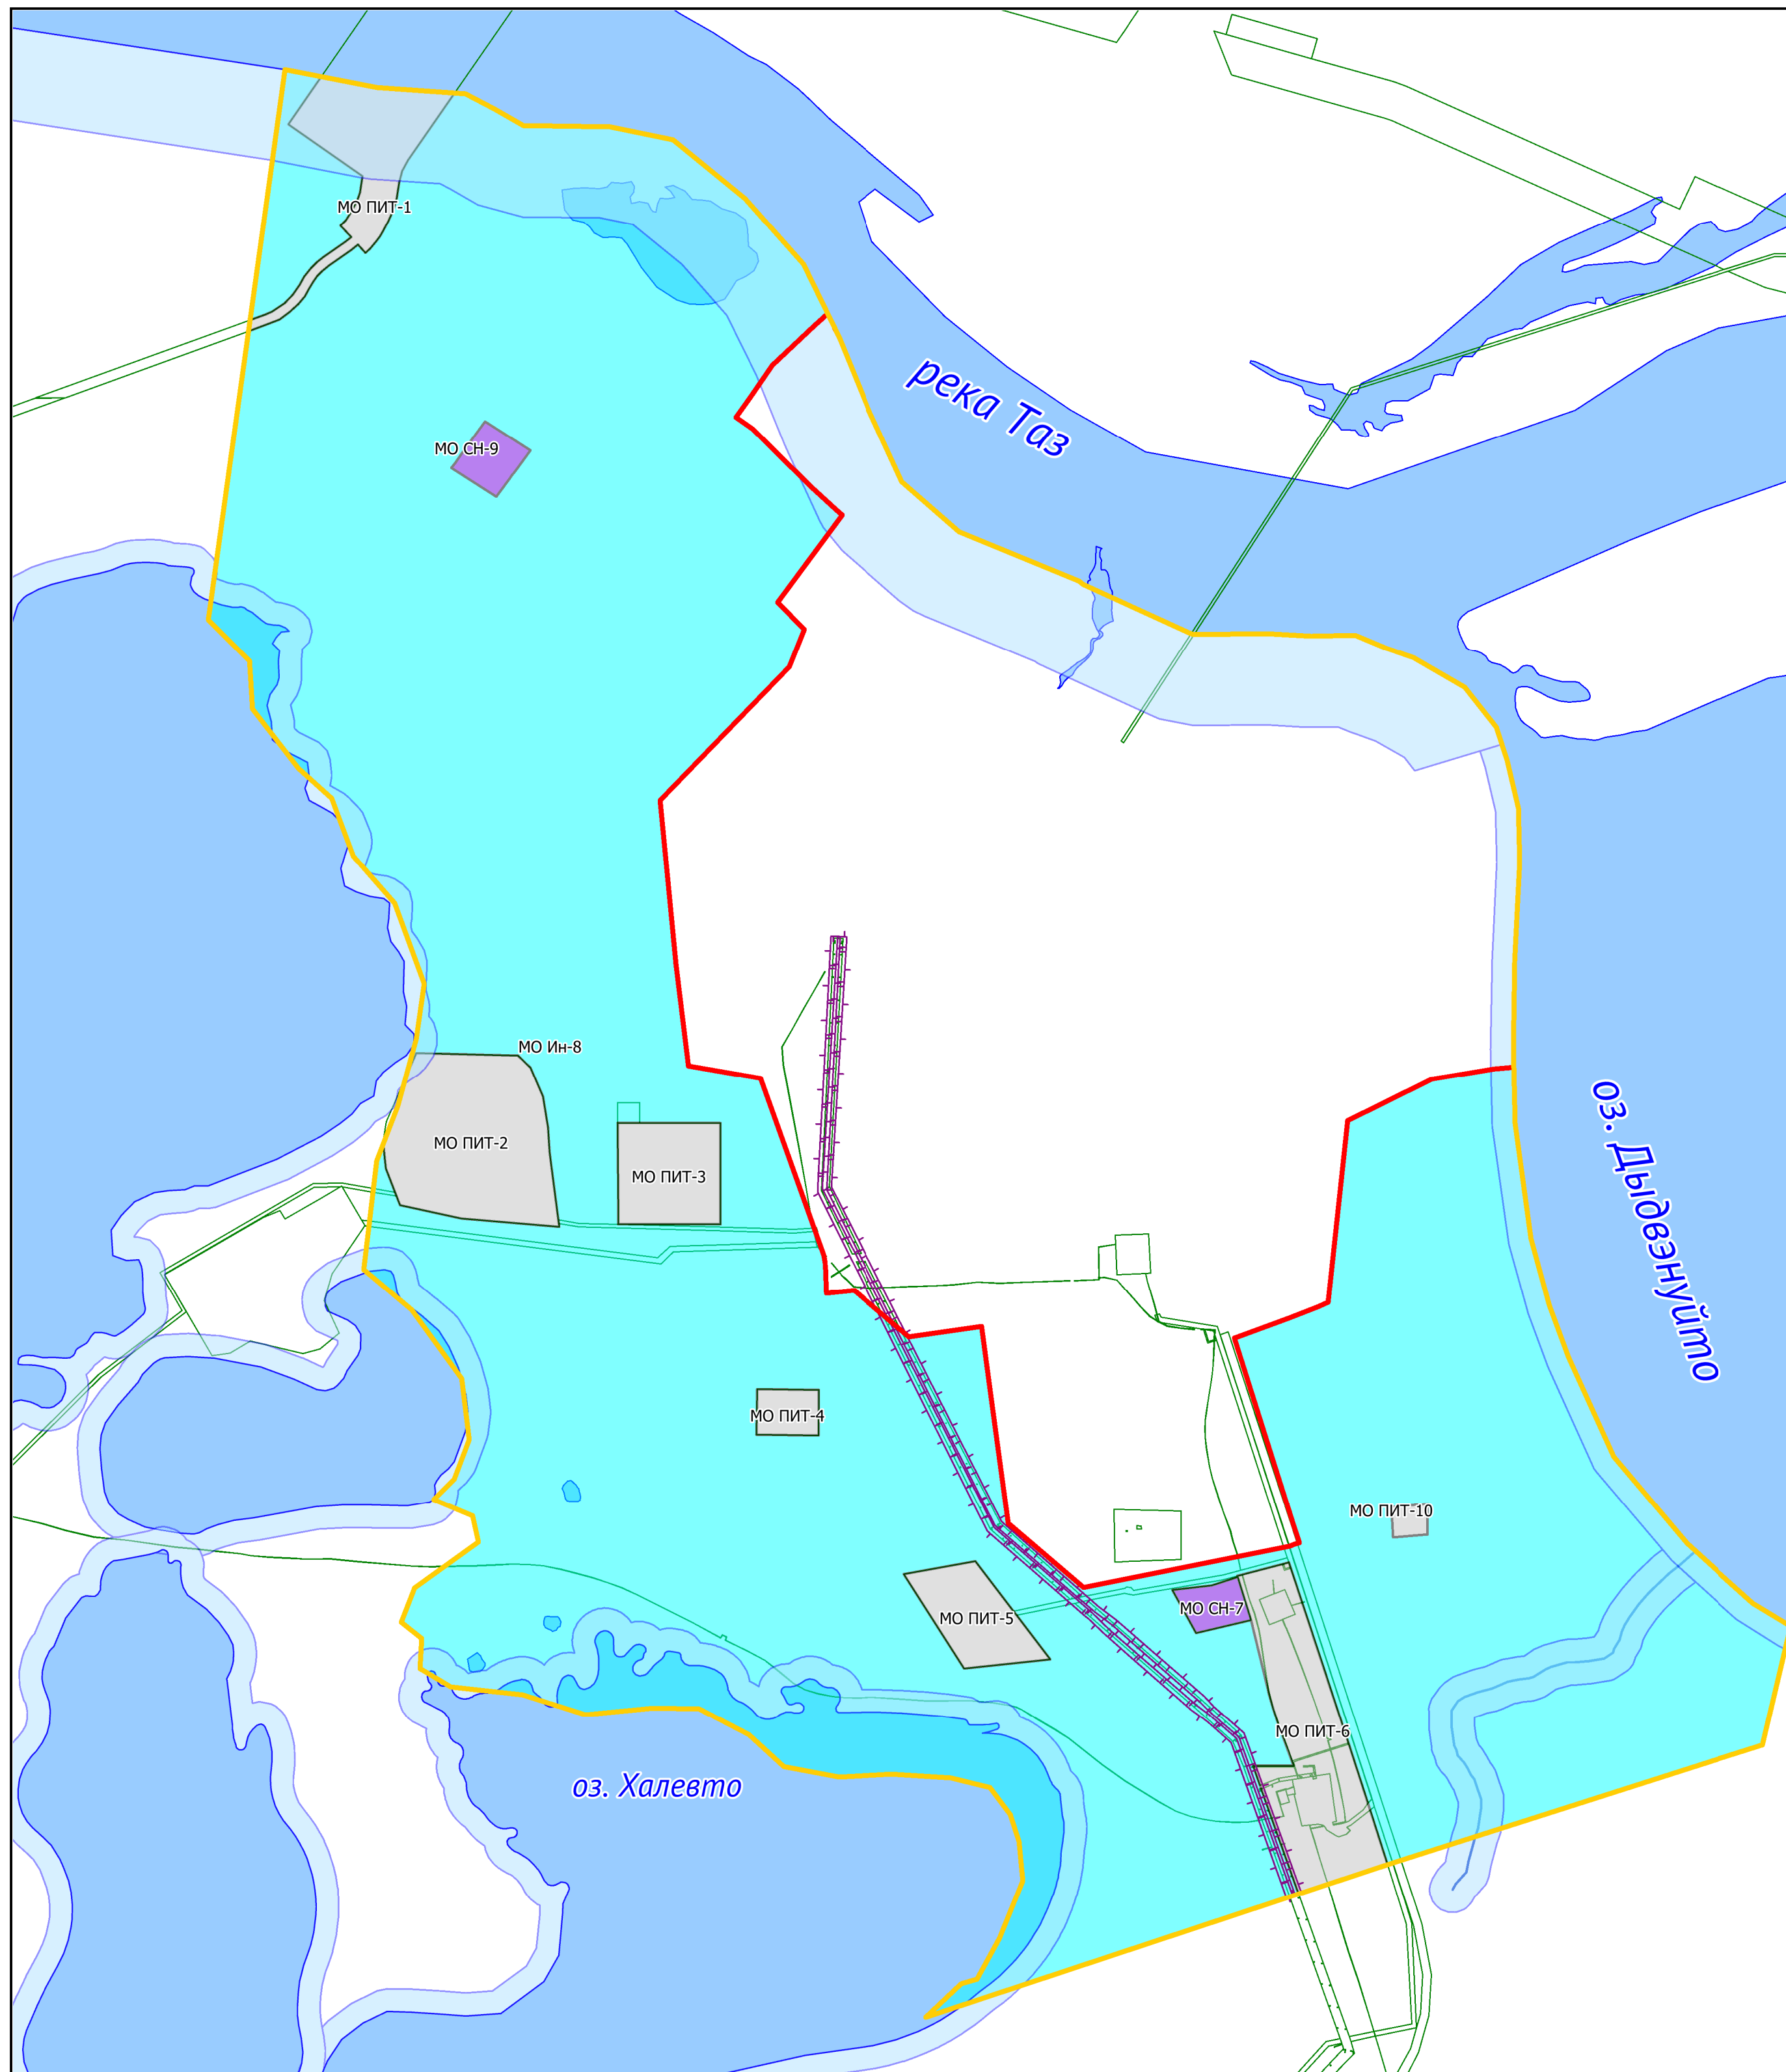 МО ПИТ-1
река Таз
МО СН-9
МО Ин-8
МО ПИТ-2
МО ПИТ-3
оз. Дыдвэнуйто
МО ПИТ-4
МО ПИТ-10
МО СН-7
МО ПИТ-5
МО ПИТ-6
оз. Халевто